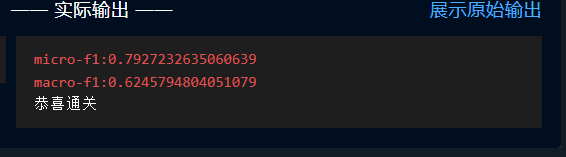 —— 实际输出 ——
展示原始输出
micro-f1:0.7927232635060639
macro-f1:0.6245794804051079
恭喜通关